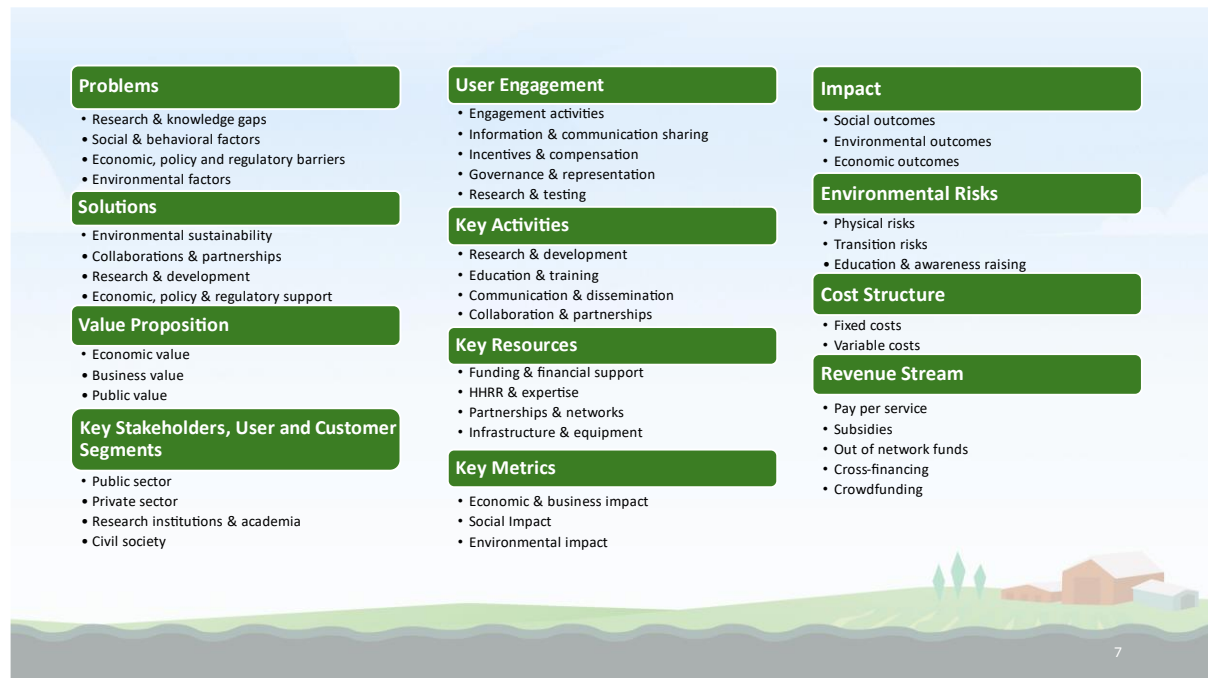 Problems
• Research & knowledge gaps
• Social & behavioral factors
• Economic, policy and regulatory barriers
• Environmental factors
Solutions
• Environmental sustainability
• Collaborations & partnerships
• Research & development
• Economic, policy & regulatory support
Value Proposition
• Economic value
• Business value
• Public value
Key Stakeholders, User and Customer
Segments
• Public sector
• Private sector
• Research institutions & academia
• Civil society
User Engagement
• Engagement activities
• Information & communication sharing
• Incentives & compensation
• Governance & representation
• Research & testing
Key Activities
• Research & development
• Education & training
• Communication & dissemination
• Collaboration & partnerships
Key Resources
• Funding & financial support
• HHRR & expertise
• Partnerships & networks
• Infrastructure & equipment
Key Metrics
• Economic & business impact
• Social Impact
• Environmental impact
Impact
• Social outcomes
• Environmental outcomes
• Economic outcomes
Environmental Risks
• Physical risks
• Transition risks
• Education & awareness raising
Cost Structure
• Fixed costs
• Variable costs
Revenue Stream
• Pay per service
• Subsidies
• Out of network funds
• Cross-financing
• Crowdfunding
7